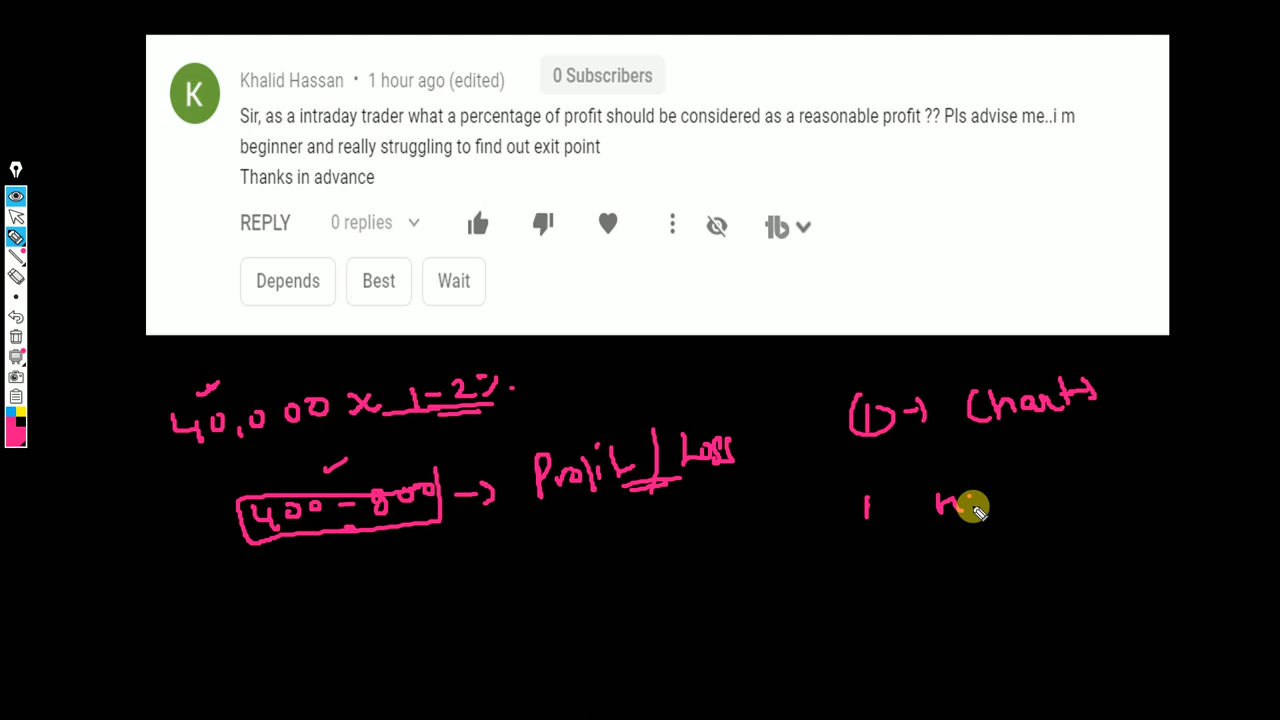 K
Khalid Hassan • 1 hour ago (edited) 0 Subscribers
Sir, as a intraday trader what a percentage of profit should be considered as a reasonable profit ?? Pls advise me..i m
beginner and really struggling to find out exit point
Thanks in advance
REPLY 0 replies
Depends Best Wait
40,000 x 1-2%.
400-800 → Profit / Loss
① → Charts
1